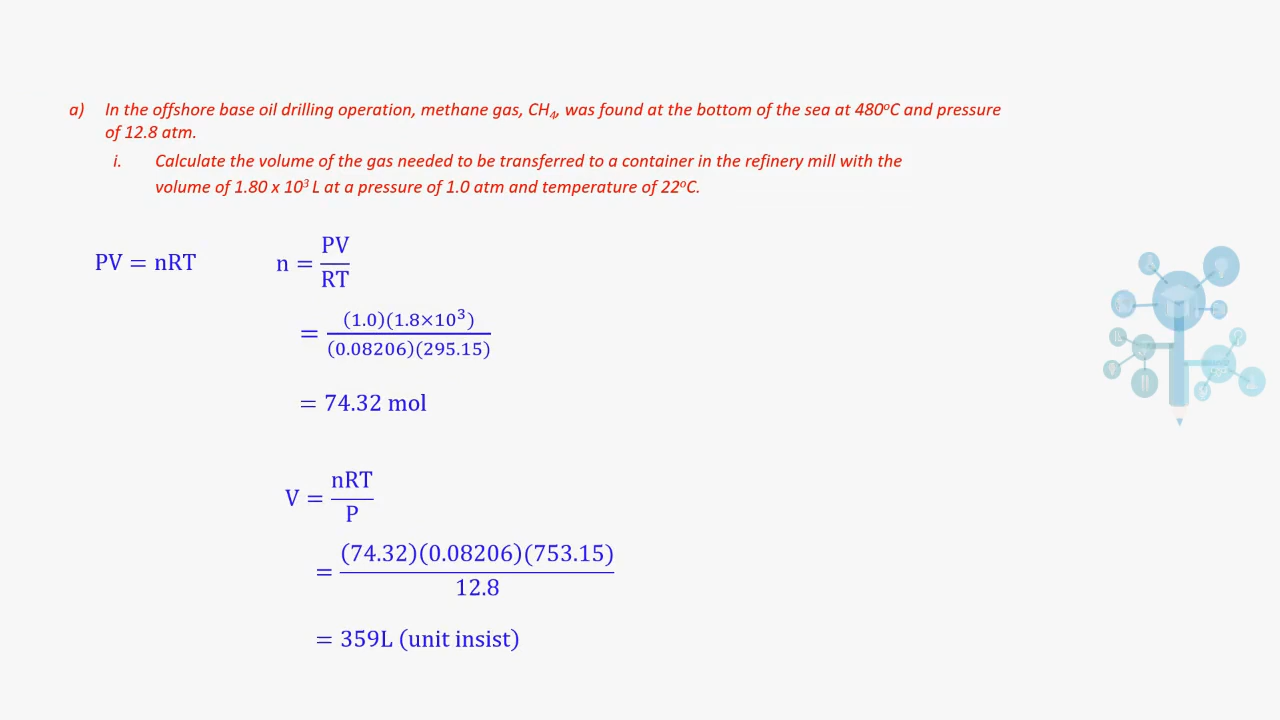 a) In the offshore base oil drilling operation, methane gas, CH₄, was found at the bottom of the sea at 480ºC and pressure
of 12.8 atm.
i. Calculate the volume of the gas needed to be transferred to a container in the refinery mill with the
volume of 1.80 x 10³ L at a pressure of 1.0 atm and temperature of 22ºC.
PV = nRT n = PV/RT
= (1.0)(1.8×10³)/(0.08206)(295.15)
= 74.32 mol
V = nRT/P
= (74.32)(0.08206)(753.15)/12.8
= 359L (unit insist)